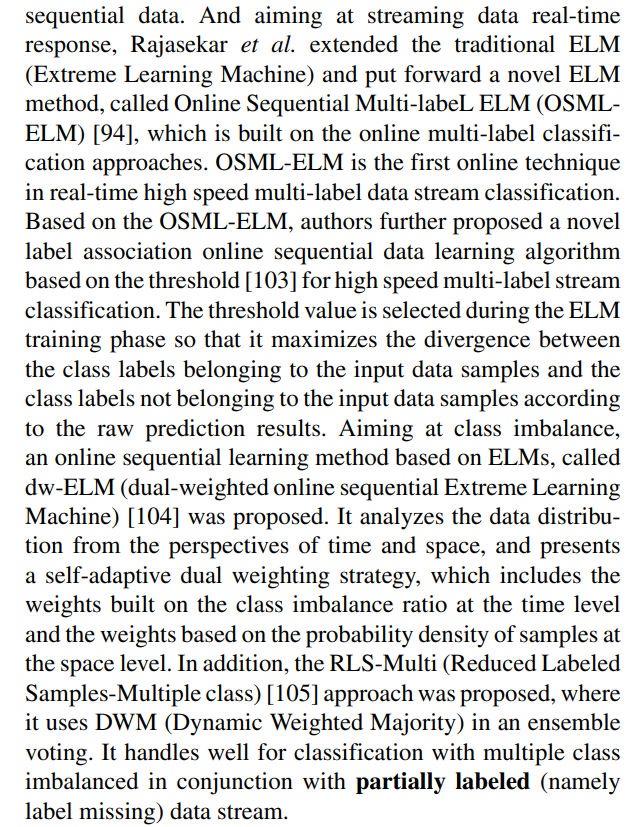 sequential data. And aiming at streaming data real-time
response, Rajasekar et al. extended the traditional ELM
(Extreme Learning Machine) and put forward a novel ELM
method, called Online Sequential Multi-labeL ELM (OSML-
ELM) [94], which is built on the online multi-label classifi-
cation approaches. OSML-ELM is the first online technique
in real-time high speed multi-label data stream classification.
Based on the OSML-ELM, authors further proposed a novel
label association online sequential data learning algorithm
based on the threshold [103] for high speed multi-label stream
classification. The threshold value is selected during the ELM
training phase so that it maximizes the divergence between
the class labels belonging to the input data samples and the
class labels not belonging to the input data samples according
to the raw prediction results. Aiming at class imbalance,
an online sequential learning method based on ELMs, called
dw-ELM (dual-weighted online sequential Extreme Learning
Machine) [104] was proposed. It analyzes the data distribu-
tion from the perspectives of time and space, and presents
a self-adaptive dual weighting strategy, which includes the
weights built on the class imbalance ratio at the time level
and the weights based on the probability density of samples at
the space level. In addition, the RLS-Multi (Reduced Labeled
Samples-Multiple class) [105] approach was proposed, where
it uses DWM (Dynamic Weighted Majority) in an ensemble
voting. It handles well for classification with multiple class
imbalanced in conjunction with partially labeled (namely
label missing) data stream.